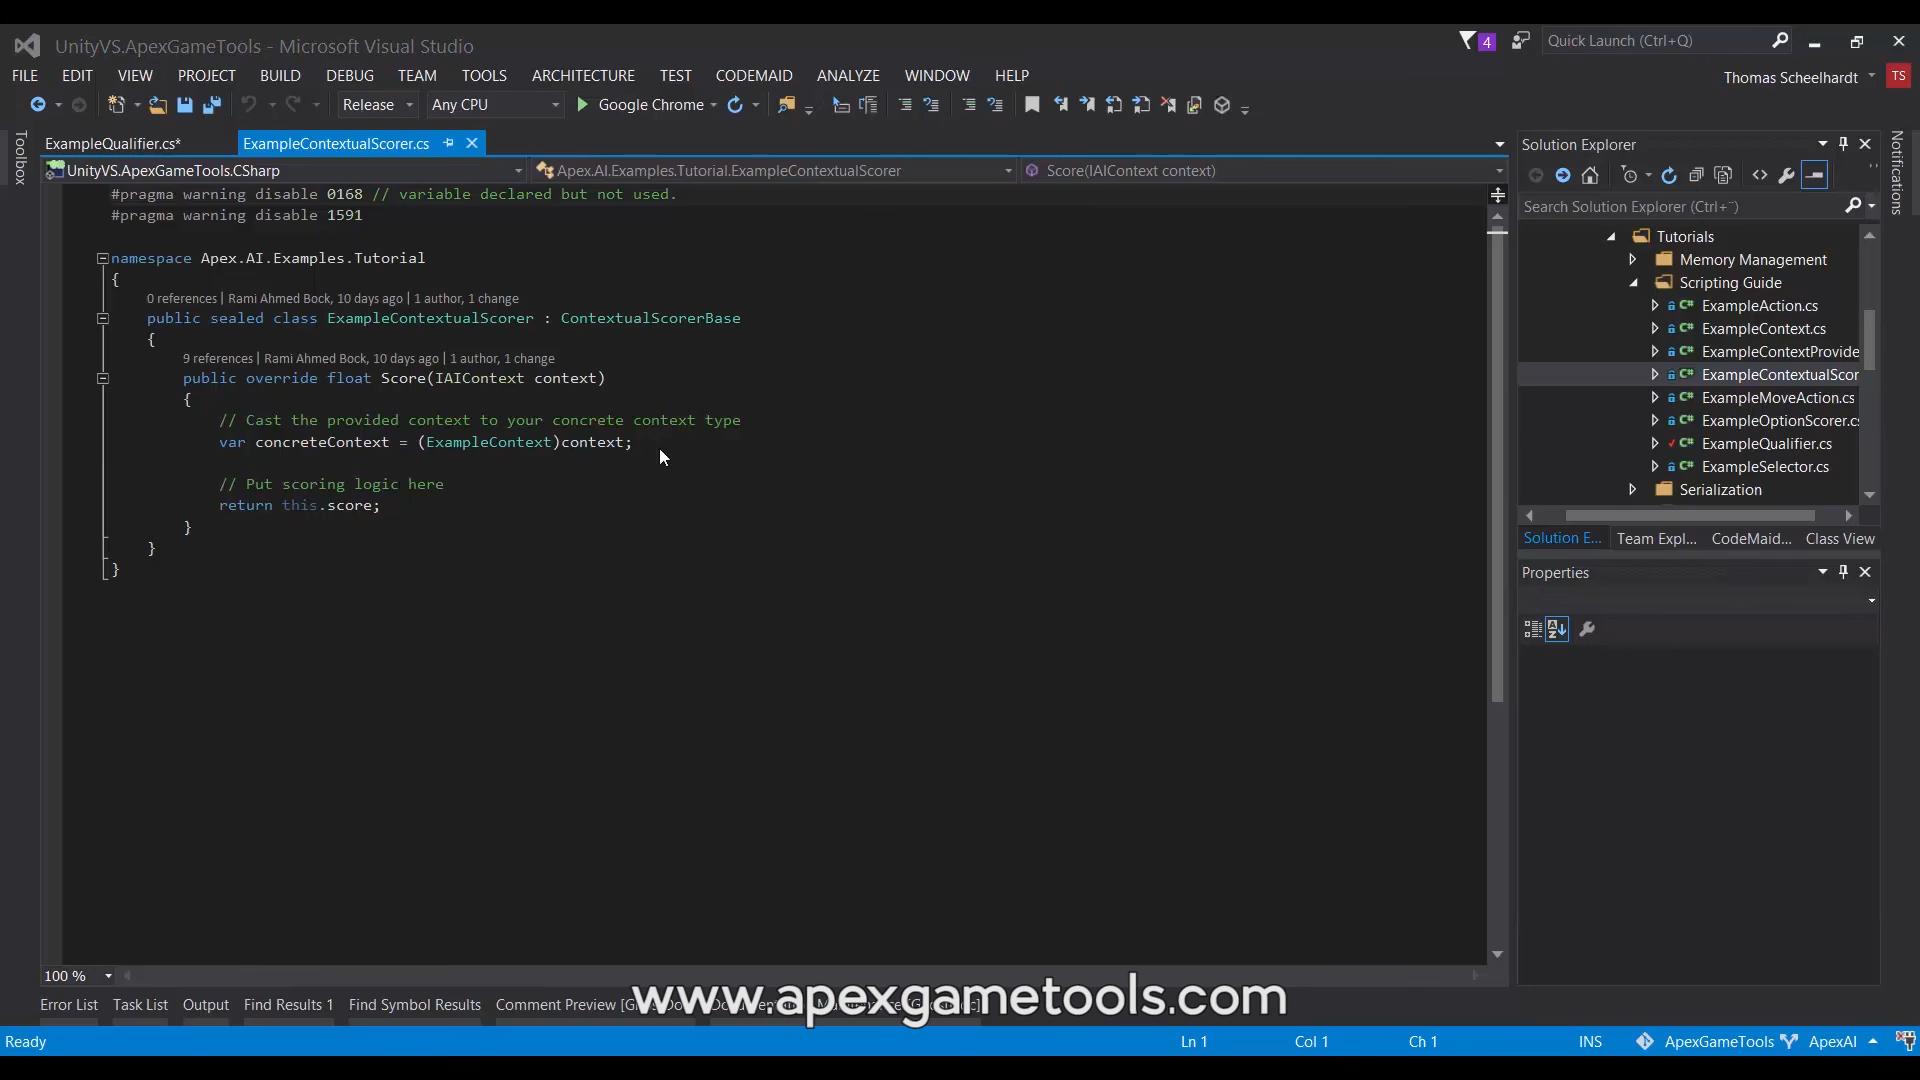 UnityVS.ApexGameTools - Microsoft Visual Studio
4
Quick Launch (Ctrl+Q)
FILE EDIT VIEW PROJECT BUILD DEBUG TEAM TOOLS ARCHITECTURE TEST CODEMAID ANALYZE WINDOW HELP
Thomas Scheelhardt TS
Release Any CPU Google Chrome
Toolbox
ExampleQualifier.cs* ExampleContextualScorer.cs
UnityVS.ApexGameTools.CSharp Apex.AI.Examples.Tutorial.ExampleContextualScorer Score(IAIContext context)
#pragma warning disable 0168 // variable declared but not used.
#pragma warning disable 1591
namespace Apex.AI.Examples.Tutorial
{
0 references | Rami Ahmed Bock, 10 days ago | 1 author, 1 change
public sealed class ExampleContextualScorer : ContextualScorerBase
{
9 references | Rami Ahmed Bock, 10 days ago | 1 author, 1 change
public override float Score(IAIContext context)
{
// Cast the provided context to your concrete context type
var concreteContext = (ExampleContext)context;
// Put scoring logic here
return this.score;
}
}
}
Solution Explorer
Search Solution Explorer (Ctrl+¨)
Tutorials
Memory Management
Scripting Guide
C# ExampleAction.cs
C# ExampleContext.cs
C# ExampleContextProvide
C# ExampleContextualScor
C# ExampleMoveAction.cs
C# ExampleOptionScorer.cs
C# ExampleQualifier.cs
C# ExampleSelector.cs
Serialization
Solution E... Team Expl... CodeMaid... Class View
Properties
Notifications
100 %
Error List Task List Output Find Results 1 Find Symbol Results Comment Preview
www.apexgametools.com
Ready Ln 1 Col 1 Ch 1 INS ApexGameTools ApexAI